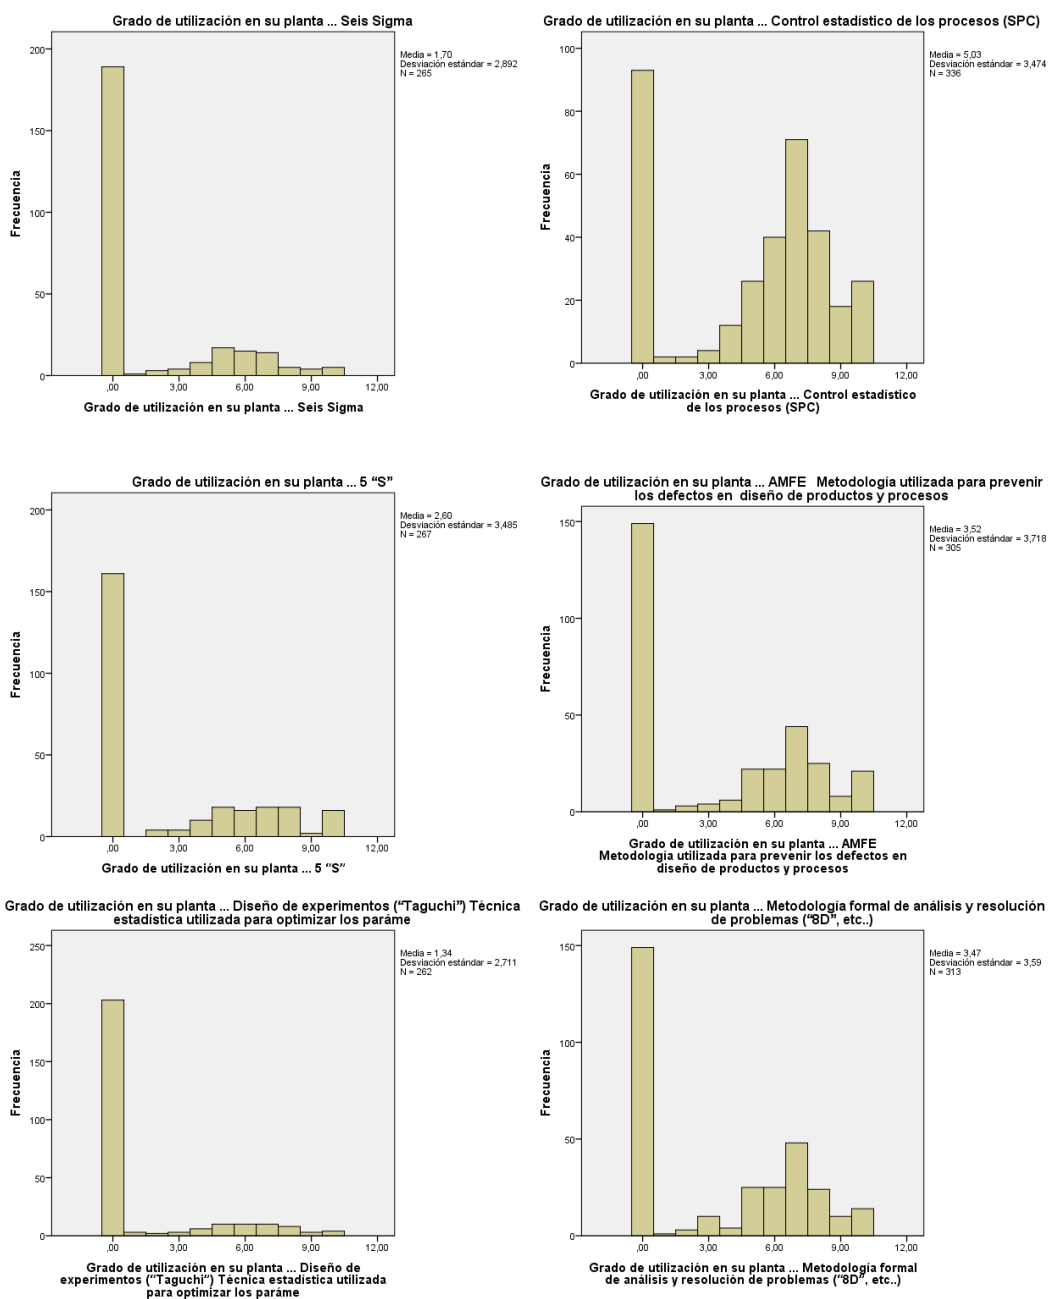 Grado de utilización en su planta ... Seis Sigma
Media = 1,70
Desviación estándar = 2,892
N = 265
Frecuencia
200
150
100
50
0
,00 3,00 6,00 9,00 12,00
Grado de utilización en su planta ... Seis Sigma
Grado de utilización en su planta ... Control estadístico de los procesos (SPC)
Media = 5,03
Desviación estándar = 3,474
N = 336
Frecuencia
100
80
60
40
20
0
,00 3,00 6,00 9,00 12,00
Grado de utilización en su planta ... Control estadístico
de los procesos (SPC)
Grado de utilización en su planta ... 5 “S”
Media = 2,60
Desviación estándar = 3,485
N = 267
Frecuencia
200
150
100
50
0
,00 3,00 6,00 9,00 12,00
Grado de utilización en su planta ... 5 “S”
Grado de utilización en su planta ... AMFE   Metodología utilizada para prevenir
los defectos en  diseño de productos y procesos
Media = 3,52
Desviación estándar = 3,718
N = 305
Frecuencia
150
100
50
0
,00 3,00 6,00 9,00 12,00
Grado de utilización en su planta ... AMFE
Metodología utilizada para prevenir los defectos en
diseño de productos y procesos
Grado de utilización en su planta ... Diseño de experimentos (“Taguchi”) Técnica
estadística utilizada para optimizar los paráme
Media = 1,34
Desviación estándar = 2,711
N = 262
Frecuencia
250
200
150
100
50
0
,00 3,00 6,00 9,00 12,00
Grado de utilización en su planta ... Diseño de
experimentos (“Taguchi”) Técnica estadística utilizada
para optimizar los paráme
Grado de utilización en su planta ... Metodología formal de análisis y resolución
de problemas (“8D”, etc..)
Media = 3,47
Desviación estándar = 3,59
N = 313
Frecuencia
150
100
50
0
,00 3,00 6,00 9,00 12,00
Grado de utilización en su planta ... Metodología formal
de análisis y resolución de problemas (“8D”, etc..)